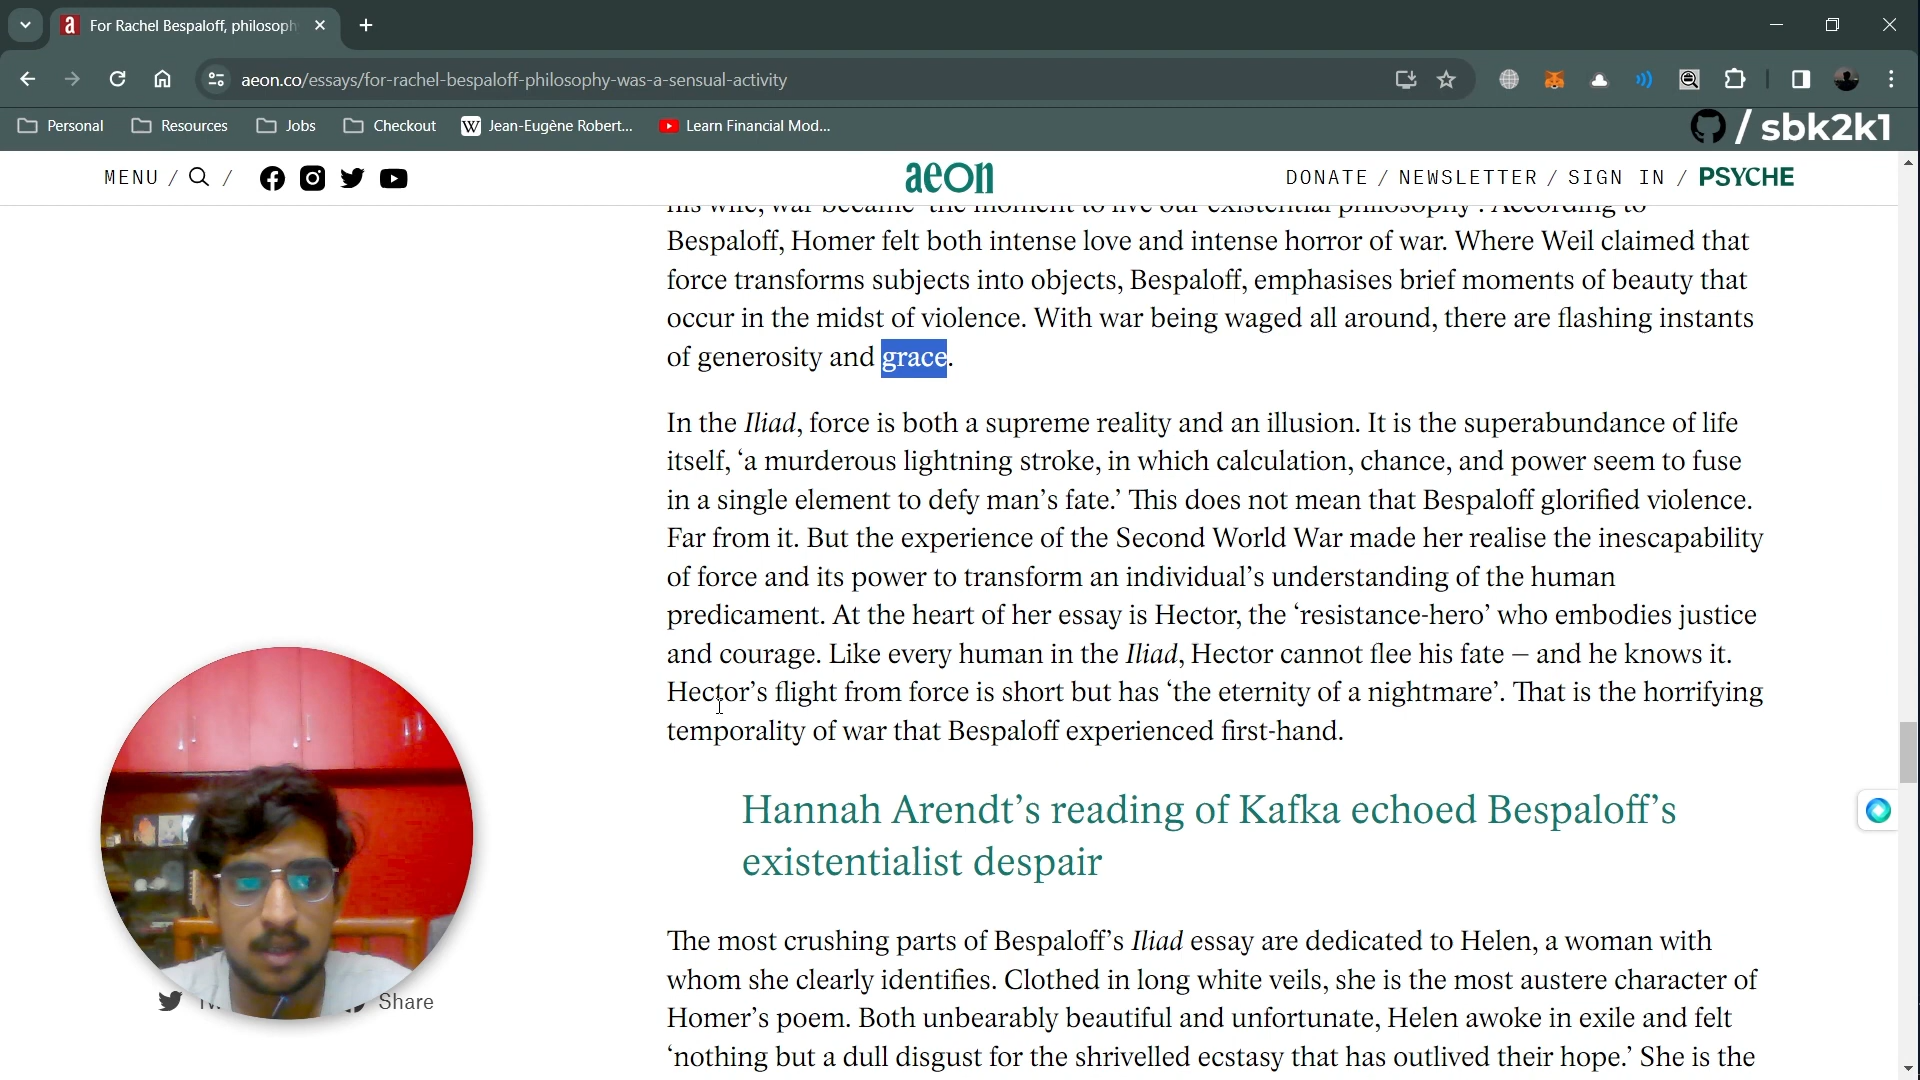 For Rachel Bespaloff, philosoph
aeon.co/essays/for-rachel-bespaloff-philosophy-was-a-sensual-activity
Personal Resources Jobs Checkout W Jean-Eugène Robert... Learn Financial Mod...
/ sbk2k1
MENU / / aeon DONATE / NEWSLETTER / SIGN IN / PSYCHE
his wife, war became ‘the moment to live our existential philosophy’. According to
Bespaloff, Homer felt both intense love and intense horror of war. Where Weil claimed that
force transforms subjects into objects, Bespaloff, emphasises brief moments of beauty that
occur in the midst of violence. With war being waged all around, there are flashing instants
of generosity and grace.
In the Iliad, force is both a supreme reality and an illusion. It is the superabundance of life
itself, ‘a murderous lightning stroke, in which calculation, chance, and power seem to fuse
in a single element to defy man’s fate.’ This does not mean that Bespaloff glorified violence.
Far from it. But the experience of the Second World War made her realise the inescapability
of force and its power to transform an individual’s understanding of the human
predicament. At the heart of her essay is Hector, the ‘resistance-hero’ who embodies justice
and courage. Like every human in the Iliad, Hector cannot flee his fate – and he knows it.
Hector’s flight from force is short but has ‘the eternity of a nightmare’. That is the horrifying
temporality of war that Bespaloff experienced first-hand.
Hannah Arendt’s reading of Kafka echoed Bespaloff’s
existentialist despair
The most crushing parts of Bespaloff’s Iliad essay are dedicated to Helen, a woman with
whom she clearly identifies. Clothed in long white veils, she is the most austere character of
Homer’s poem. Both unbearably beautiful and unfortunate, Helen awoke in exile and felt
‘nothing but a dull disgust for the shrivelled ecstasy that has outlived their hope.’ She is the
Share